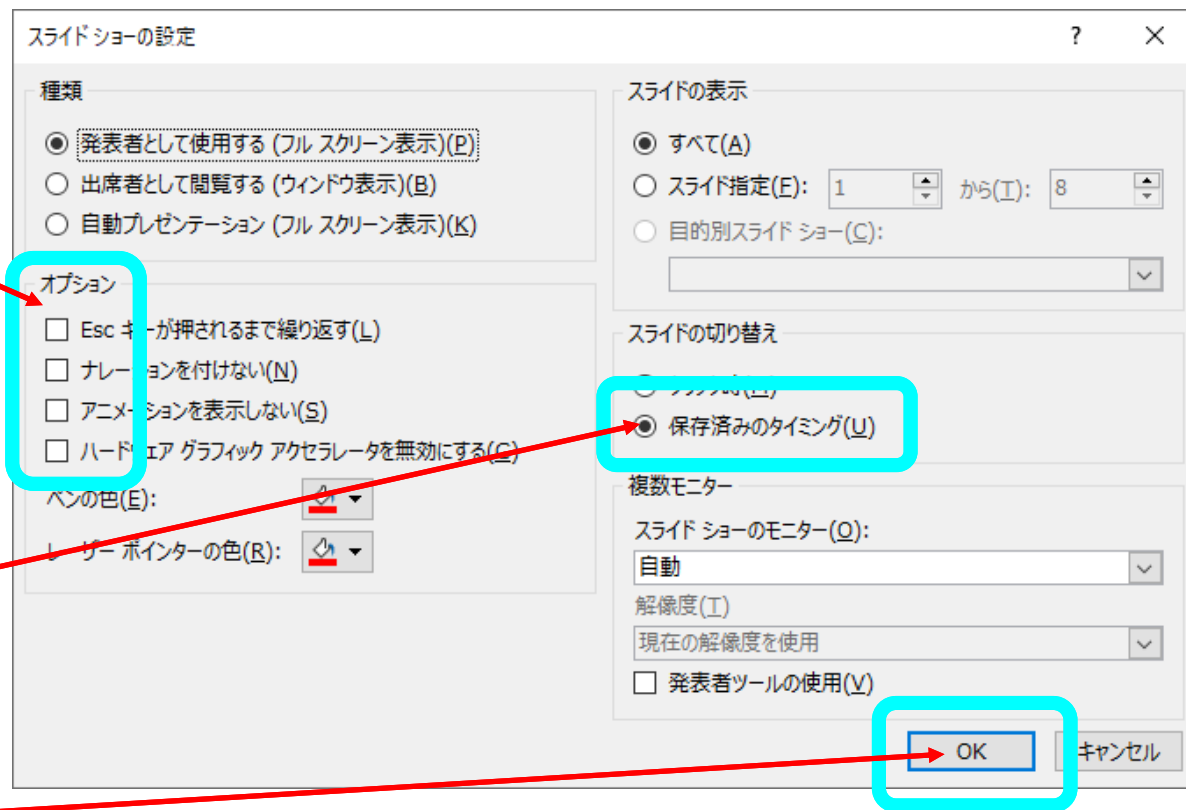 スライド ショーの設定
?
種類
発表者として使用する (フル スクリーン表示)(P)
出席者として閲覧する (ウィンドウ表示)(B)
自動プレゼンテーション (フル スクリーン表示)(K)
オプション
Esc キーが押されるまで繰り返す(L)
ナレーションを付けない(N)
アニメーションを表示しない(S)
ハードウェア グラフィック アクセラレータを無効にする(G)
ペンの色(E):
レーザー ポインターの色(R):
スライドの表示
すべて(A)
スライド指定(F): 1 から(T): 8
目的別スライド ショー(C):
スライドの切り替え
保存済みのタイミング(U)
複数モニター
スライド ショーのモニター(O):
自動
解像度(T)
現在の解像度を使用
発表者ツールの使用(V)
OK キャンセル